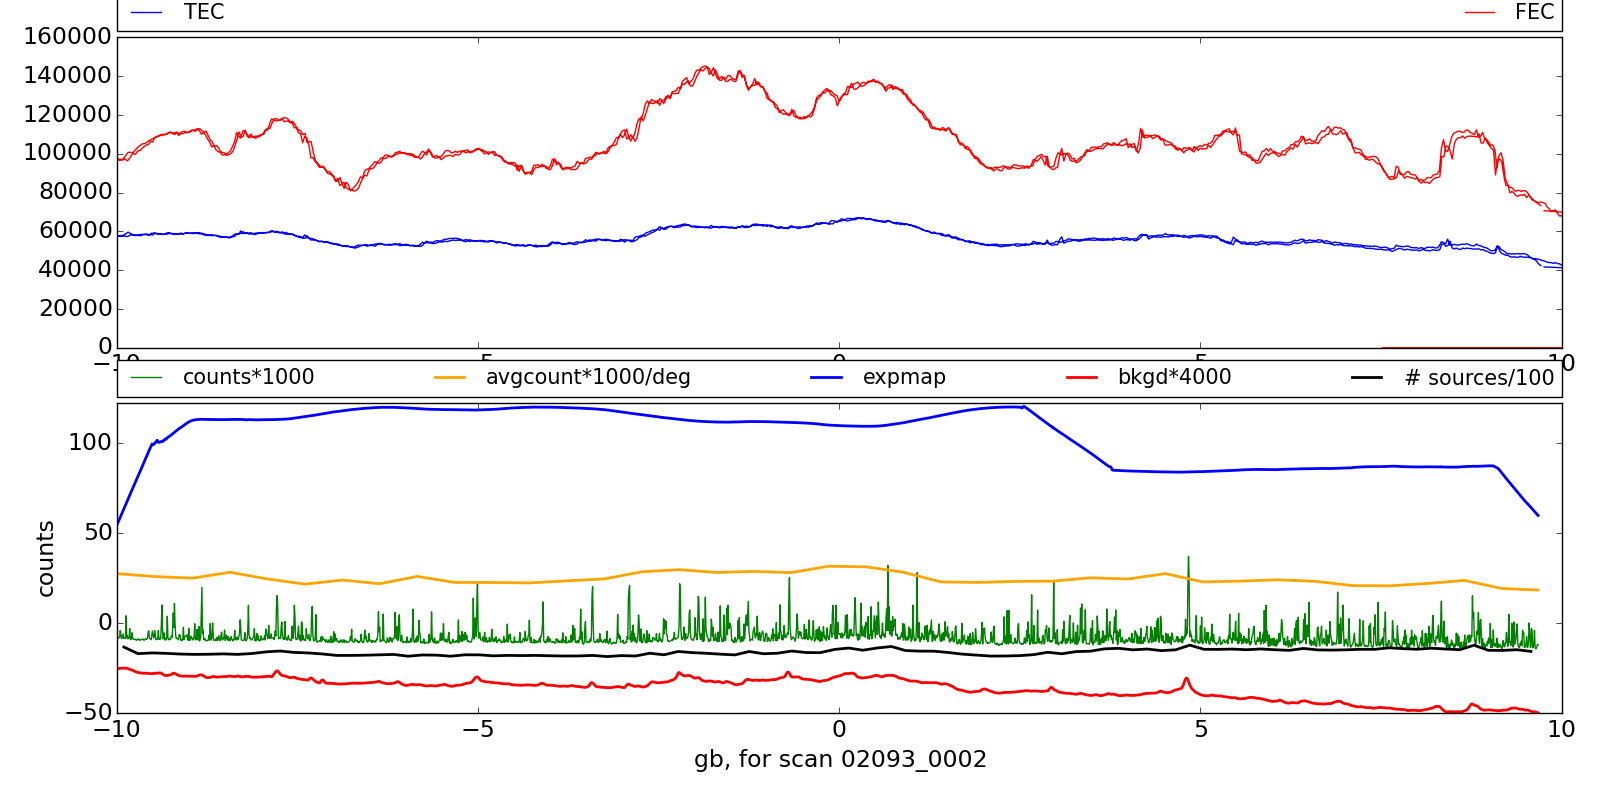 TEC FEC
160000
140000
120000
100000
80000
60000
40000
20000
0
−10 −5 0 5 10
counts*1000 avgcount*1000/deg expmap bkgd*4000 # sources/100
100
50
0
−50
counts
−10 −5 0 5 10
gb, for scan 02093_0002